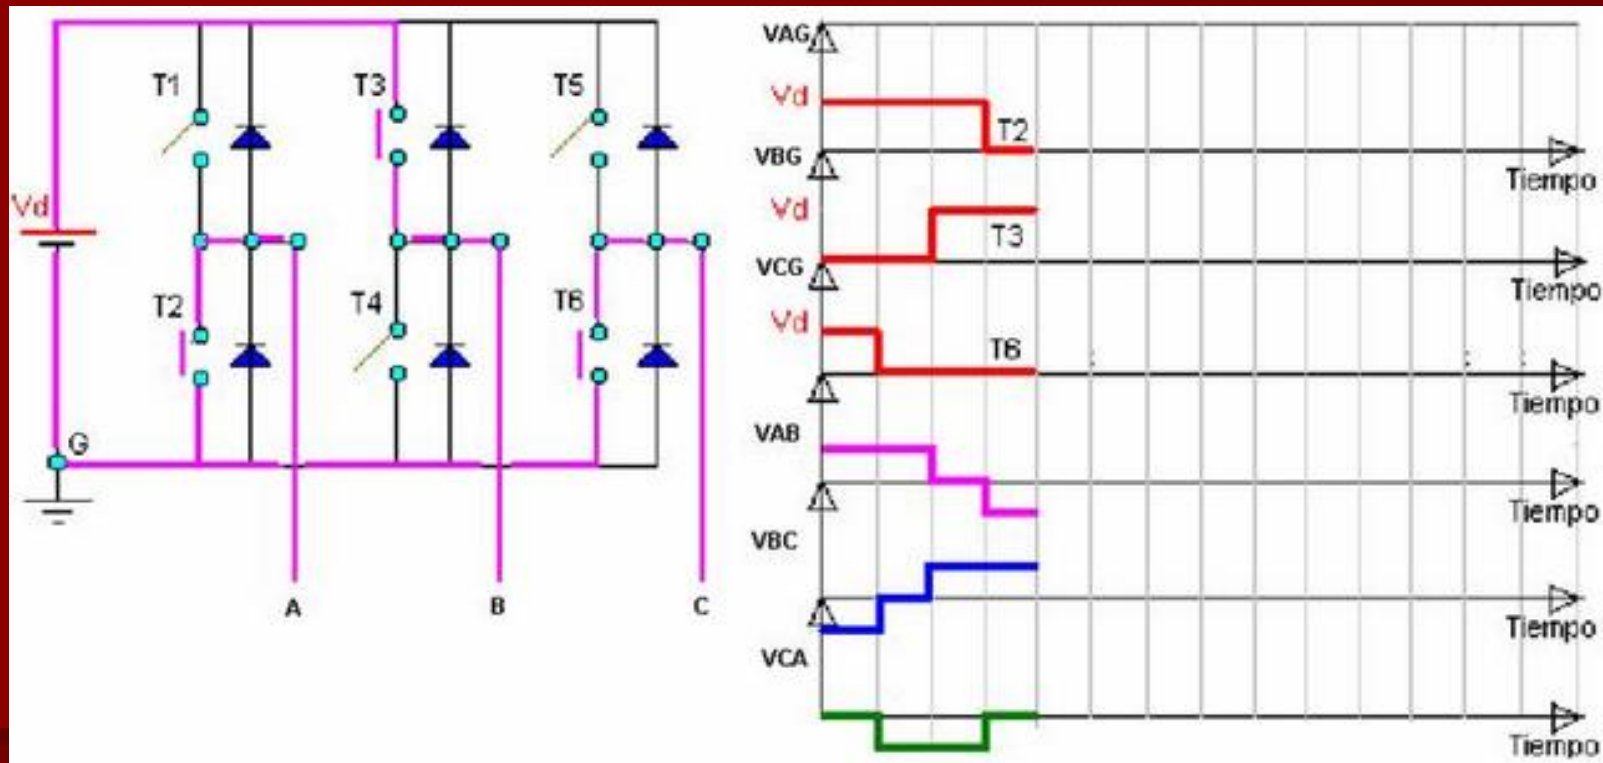 T1
T3
T5
Vd
T2
T4
T6
G
A
B
C
VAG
Vd
T2
VBG
Tiempo
Vd
T3
VCG
Tiempo
Vd
T6
Tiempo
VAB
Tiempo
VBC
Tiempo
VCA
Tiempo